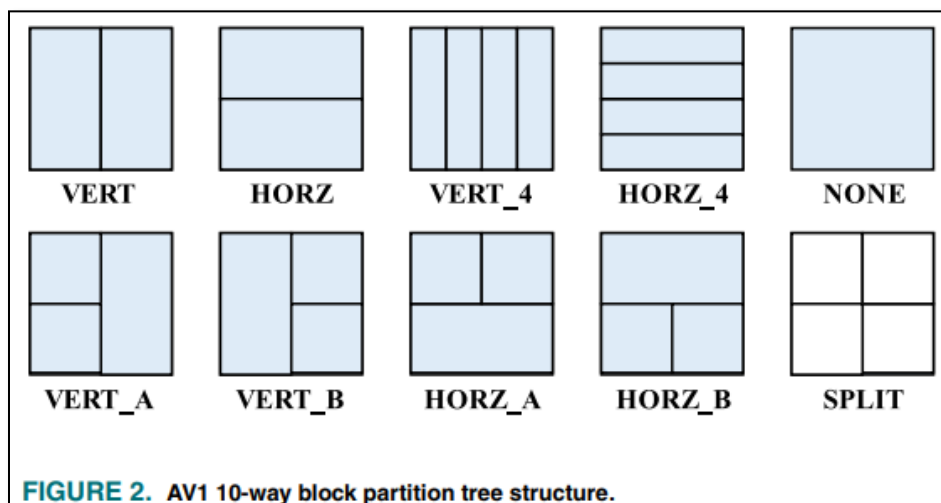 VERT HORZ VERT_4 HORZ_4 NONE
VERT_A VERT_B HORZ_A HORZ_B SPLIT
FIGURE 2. AV1 10-way block partition tree structure.